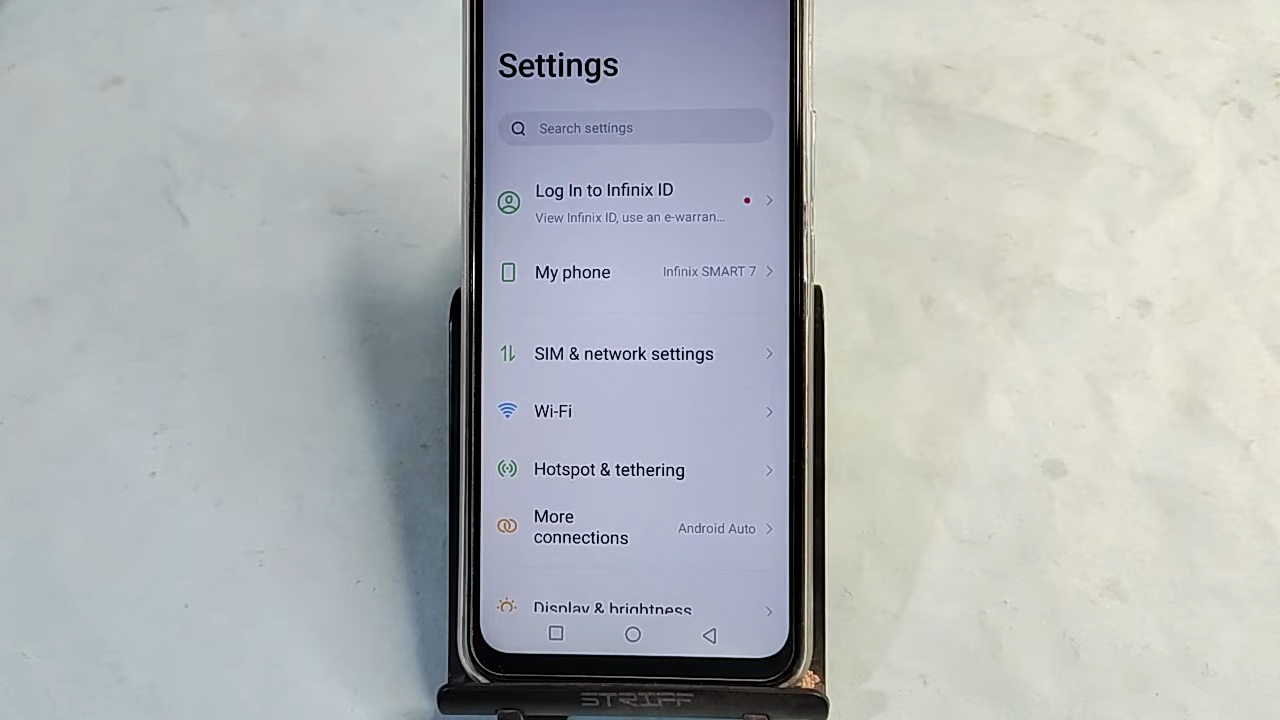 Settings
Search settings
Log In to Infinix ID
View Infinix ID, use an e-warran...
My phone
Infinix SMART 7
SIM & network settings
Wi-Fi
Hotspot & tethering
More
connections
Android Auto
Display & brightness
STRIFF